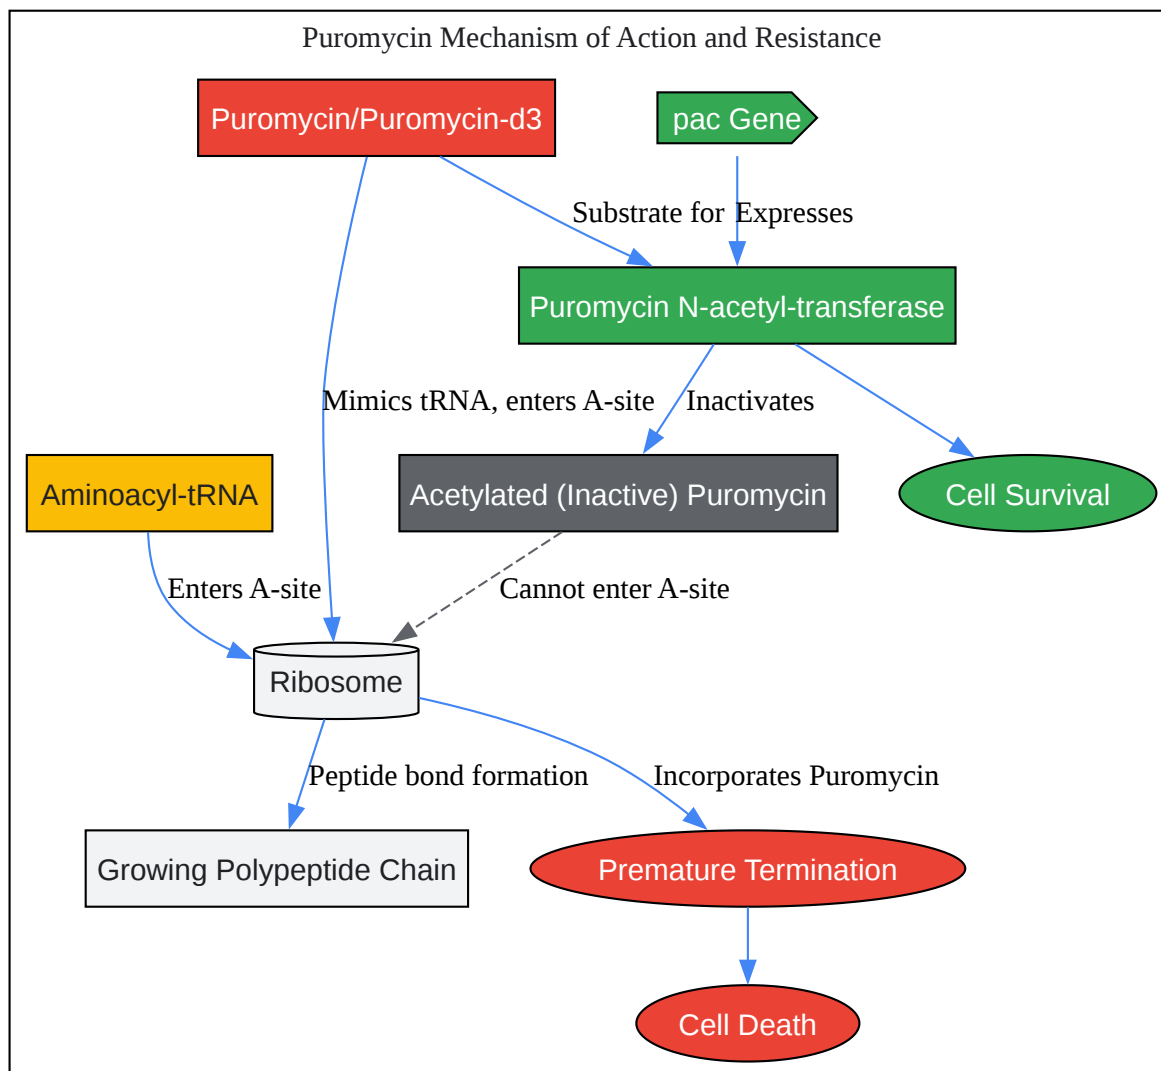 Puromycin Mechanism of Action and Resistance
Puromycin/Puromycin-d3
pac Gene
Substrate for
Expresses
Puromycin N-acetyl-transferase
Mimics tRNA, enters A-site
Inactivates
Aminoacyl-tRNA
Acetylated (Inactive) Puromycin
Cell Survival
Enters A-site
Cannot enter A-site
Ribosome
Peptide bond formation
Incorporates Puromycin
Growing Polypeptide Chain
Premature Termination
Cell Death